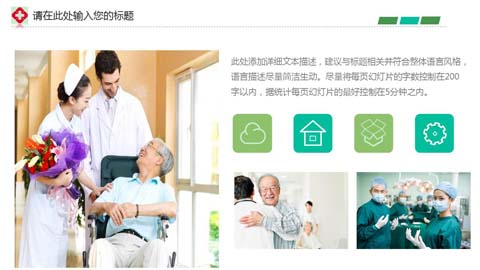 请在此处输入您的标题
此处添加详细文本描述，建议与标题相关并符合整体语言风格，
语言描述尽量简洁生动。尽量将每页幻灯片的字数控制在200
字以内，据统计每页幻灯片的最好控制在5分钟之内。